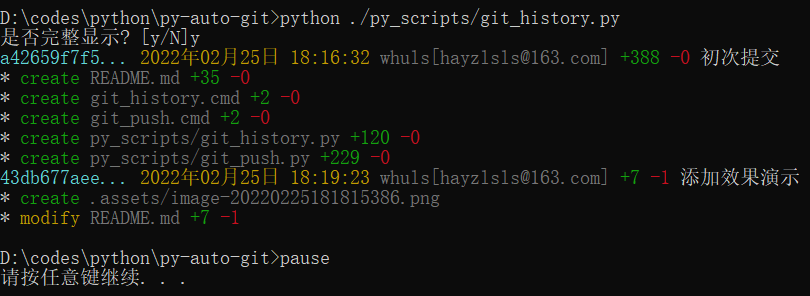 D:\codes\python\py-auto-git>python ./py_scripts/git_history.py
是否完整显示? [y/N]y
a42659f7f5... 2022年02月25日 18:16:32 whuls[hayzlsls@163.com] +388 -0 初次提交
* create README.md +35 -0
* create git_history.cmd +2 -0
* create git_push.cmd +2 -0
* create py_scripts/git_history.py +120 -0
* create py_scripts/git_push.py +229 -0
43db677aee... 2022年02月25日 18:19:23 whuls[hayzlsls@163.com] +7 -1 添加效果演示
* create .assets/image-20220225181815386.png
* modify README.md +7 -1
D:\codes\python\py-auto-git>pause
请按任意键继续. . .